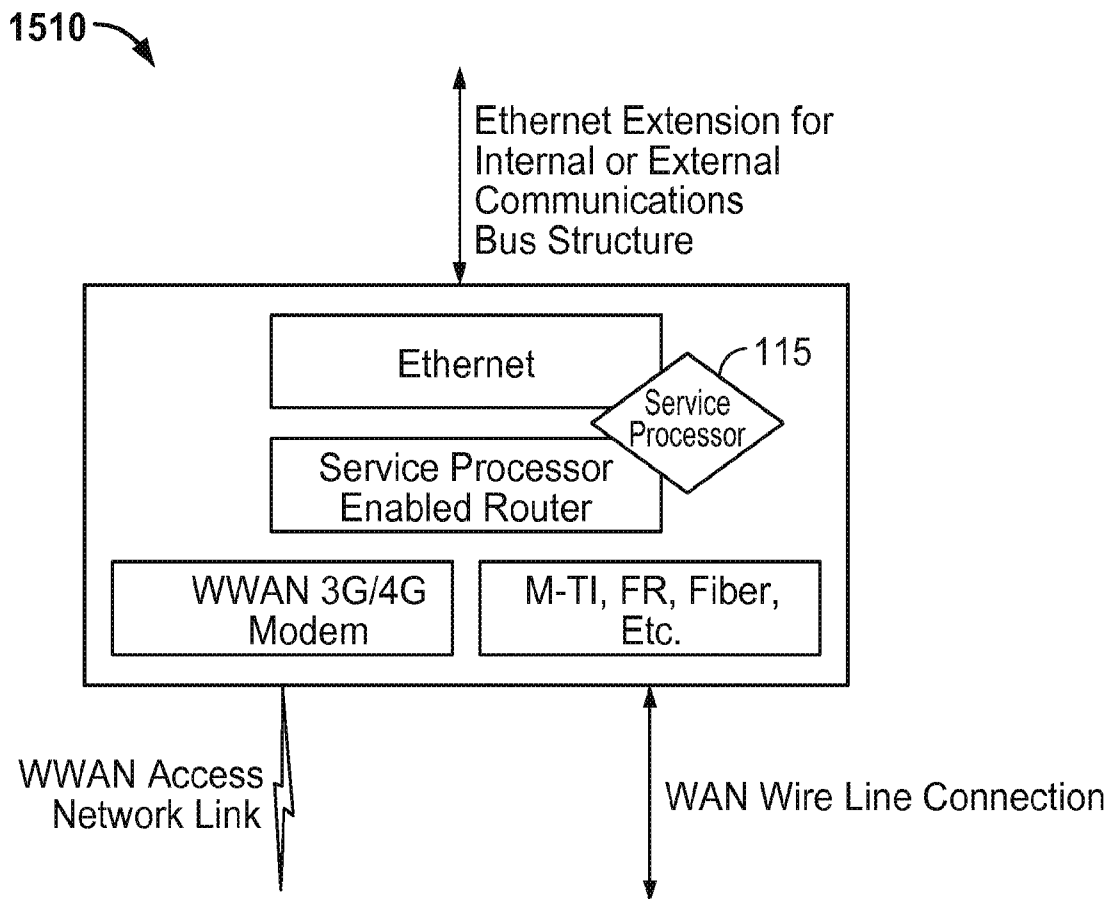 1510
Ethernet Extension for
Internal or External
Communications
Bus Structure
Ethernet
115
Service
Processor
Service Processor
Enabled Router
WWAN 3G/4G
Modem
M-TI, FR, Fiber,
Etc.
WWAN Access
Network Link
WAN Wire Line Connection